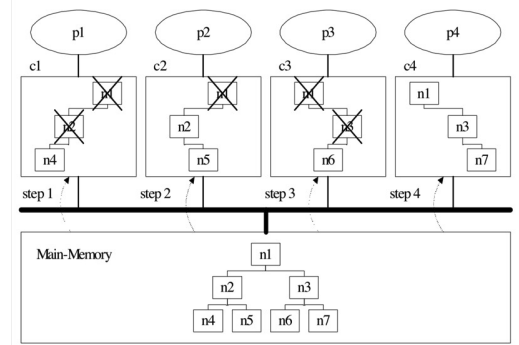 p1 p2 p3 p4
c1 c2 c3 c4
n1 n1 n1 n1
n2 n2 n3 n3
n4 n5 n6 n7
step 1 step 2 step 3 step 4
Main-Memory
n1
n2 n3
n4 n5 n6 n7